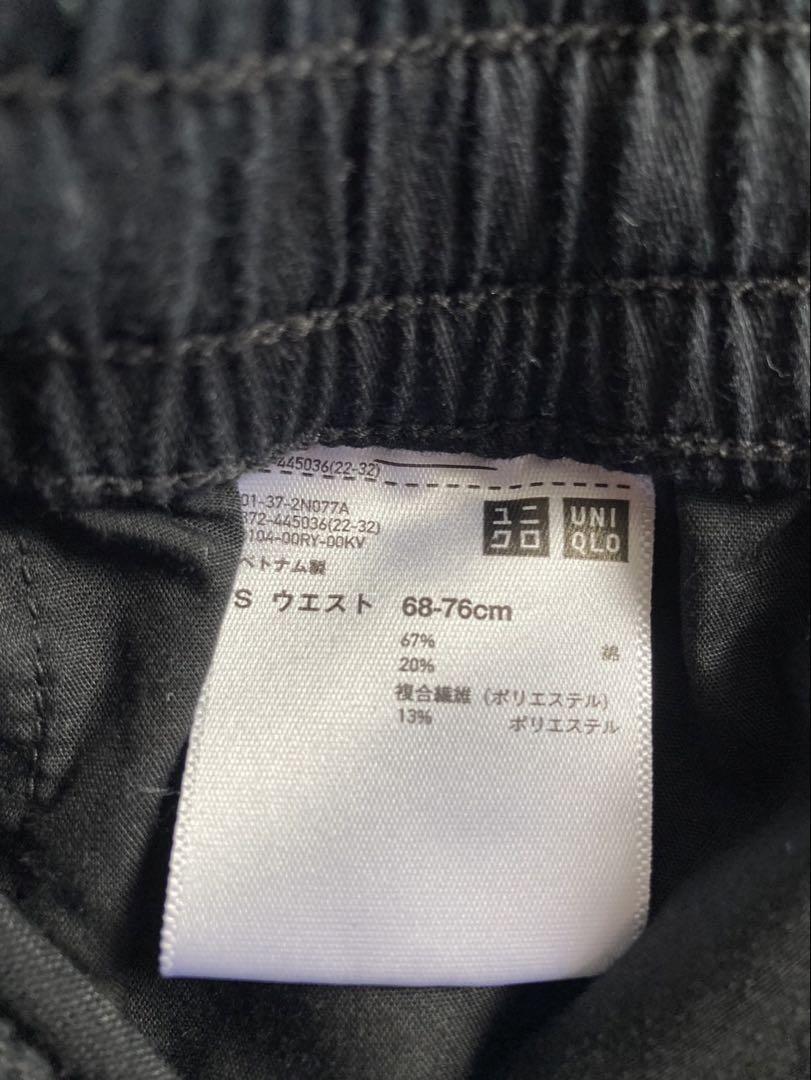 -445036(22-32)
01-37-2N077A
372-445036(22-32)
104-00RY-00KV
ベトナム製
ユニ
クロ
UNI
QLO
S ウエスト 68-76cm
67% 綿
20%
複合繊維(ポリエステル)
13% ポリエステル